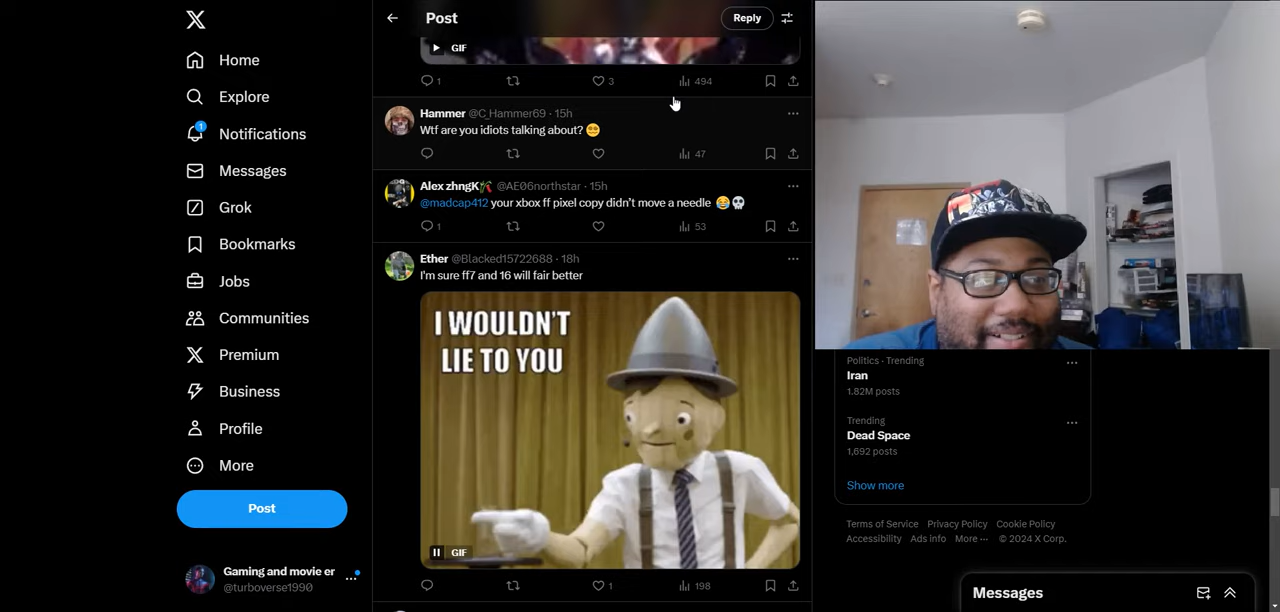 Post
Reply
GIF
1
3
494
Hammer @C_Hammer69 · 15h
Wtf are you idiots talking about? 😵‍💫
47
Alex zhngK @AE06northstar · 15h
@madcap412 your xbox ff pixel copy didn't move a needle 😂💀
1
53
Ether @Blacked15722688 · 18h
I'm sure ff7 and 16 will fair better
I WOULDN'T
LIE TO YOU
GIF
1
198
Home
Explore
1
Notifications
Messages
Grok
Bookmarks
Jobs
Communities
Premium
Business
Profile
More
Post
Gaming and movie er
@turboverse1990
Politics · Trending
Iran
1.82M posts
Trending
Dead Space
1,692 posts
Show more
Terms of Service Privacy Policy Cookie Policy
Accessibility Ads info More ··· © 2024 X Corp.
Messages